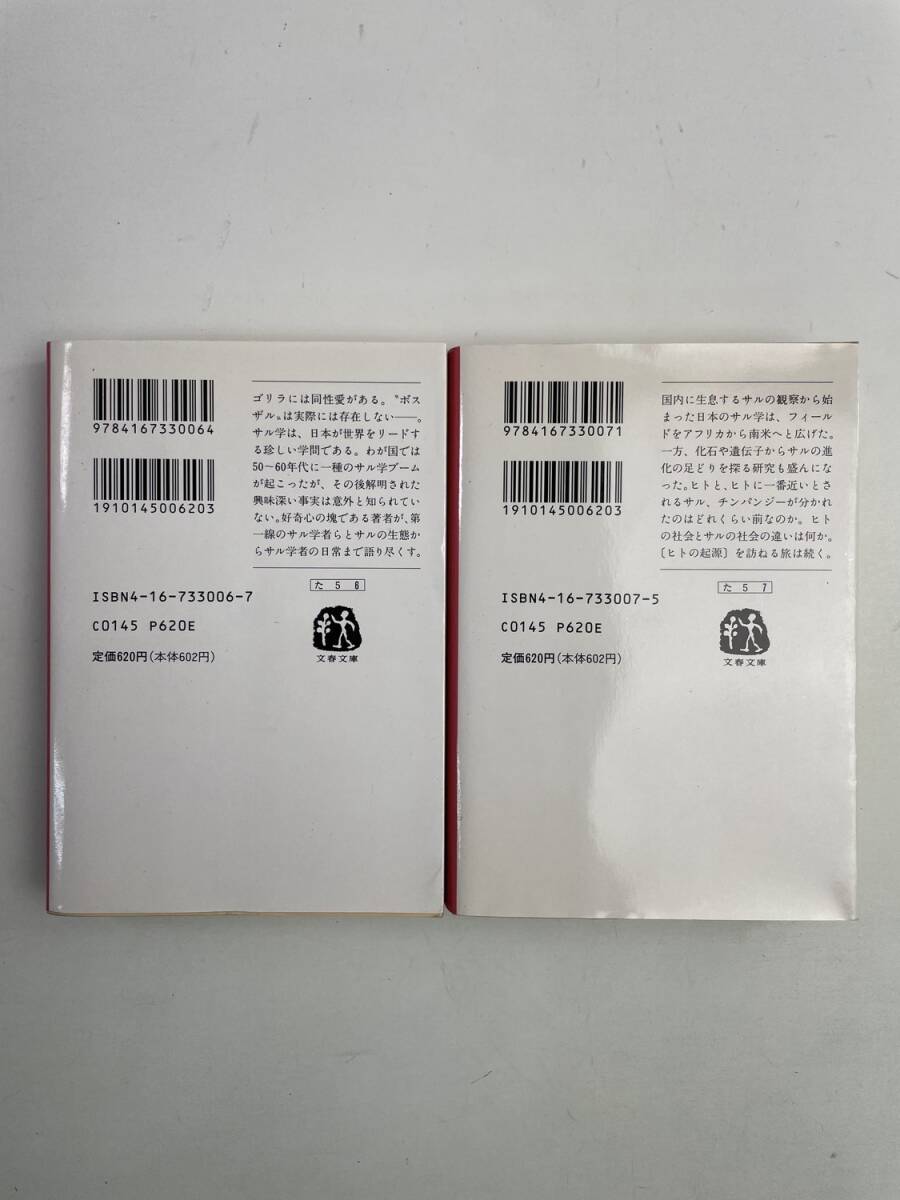 9784167330064
1910145006203
ゴリラには同性愛がある。〝ボス
ザル〟は実際には存在しない――。
サル学は、日本が世界をリードす
る珍しい学問である。わが国では
50〜60年代に一種のサル学ブーム
が起こったが、その後解明された
興味深い事実は意外と知られてい
ない。好奇心の塊である著者が、第
一線のサル学者らとサルの生態か
らサル学者の日常まで語り尽くす。
ISBN4-16-733006-7
C0145 P620E
定価620円(本体602円)
た 5 6
文春文庫
9784167330071
1910145006203
国内に生息するサルの観察から始
まった日本のサル学は、フィール
ドをアフリカから南米へと広げた。
一方、化石や遺伝子からサルの進
化の足どりを探る研究も盛んにな
った。ヒトと、ヒトに一番近いとさ
れるサル、チンパンジーが分かれ
たのはどれくらい前なのか。ヒト
の社会とサルの社会の違いは何か。
〔ヒトの起源〕を訪ねる旅は続く。
ISBN4-16-733007-5
C0145 P620E
定価620円(本体602円)
た 5 7
文春文庫